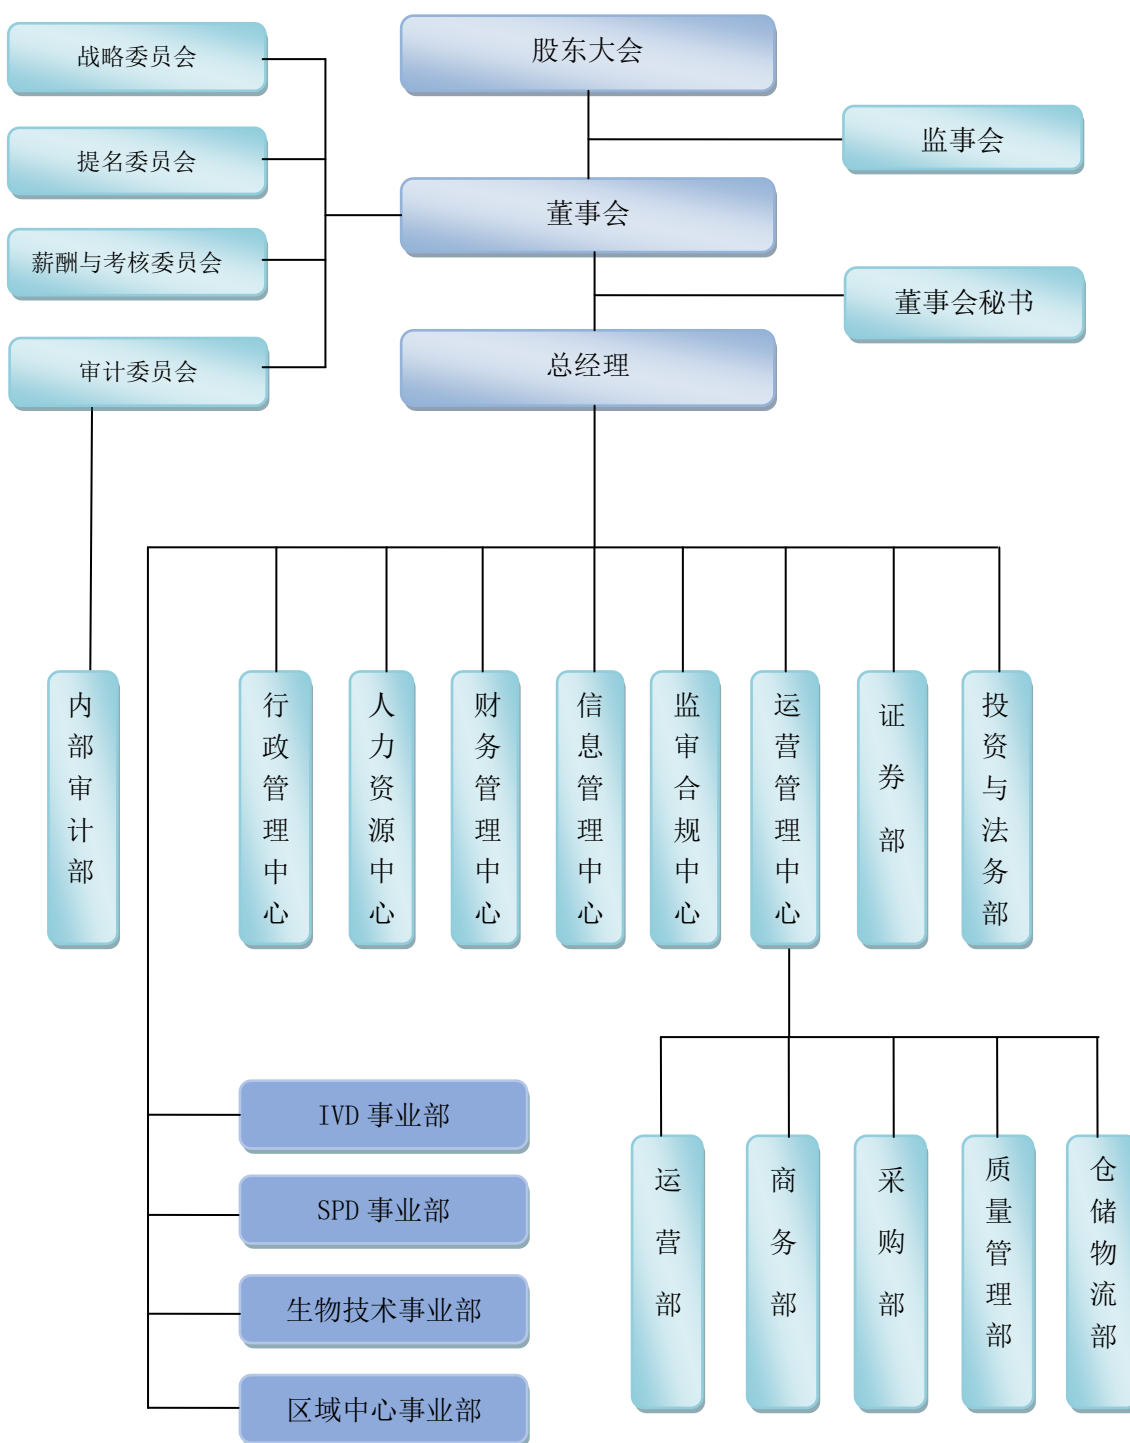 股东大会
战略委员会
监事会
提名委员会
董事会
薪酬与考核委员会
董事会秘书
总经理
审计委员会
内部审计部
行政管理中心
人力资源中心
财务管理中心
信息管理中心
监审合规中心
运营管理中心
证券部
投资与法务部
IVD 事业部
SPD 事业部
生物技术事业部
区域中心事业部
运营部
商务部
采购部
质量管理部
仓储物流部